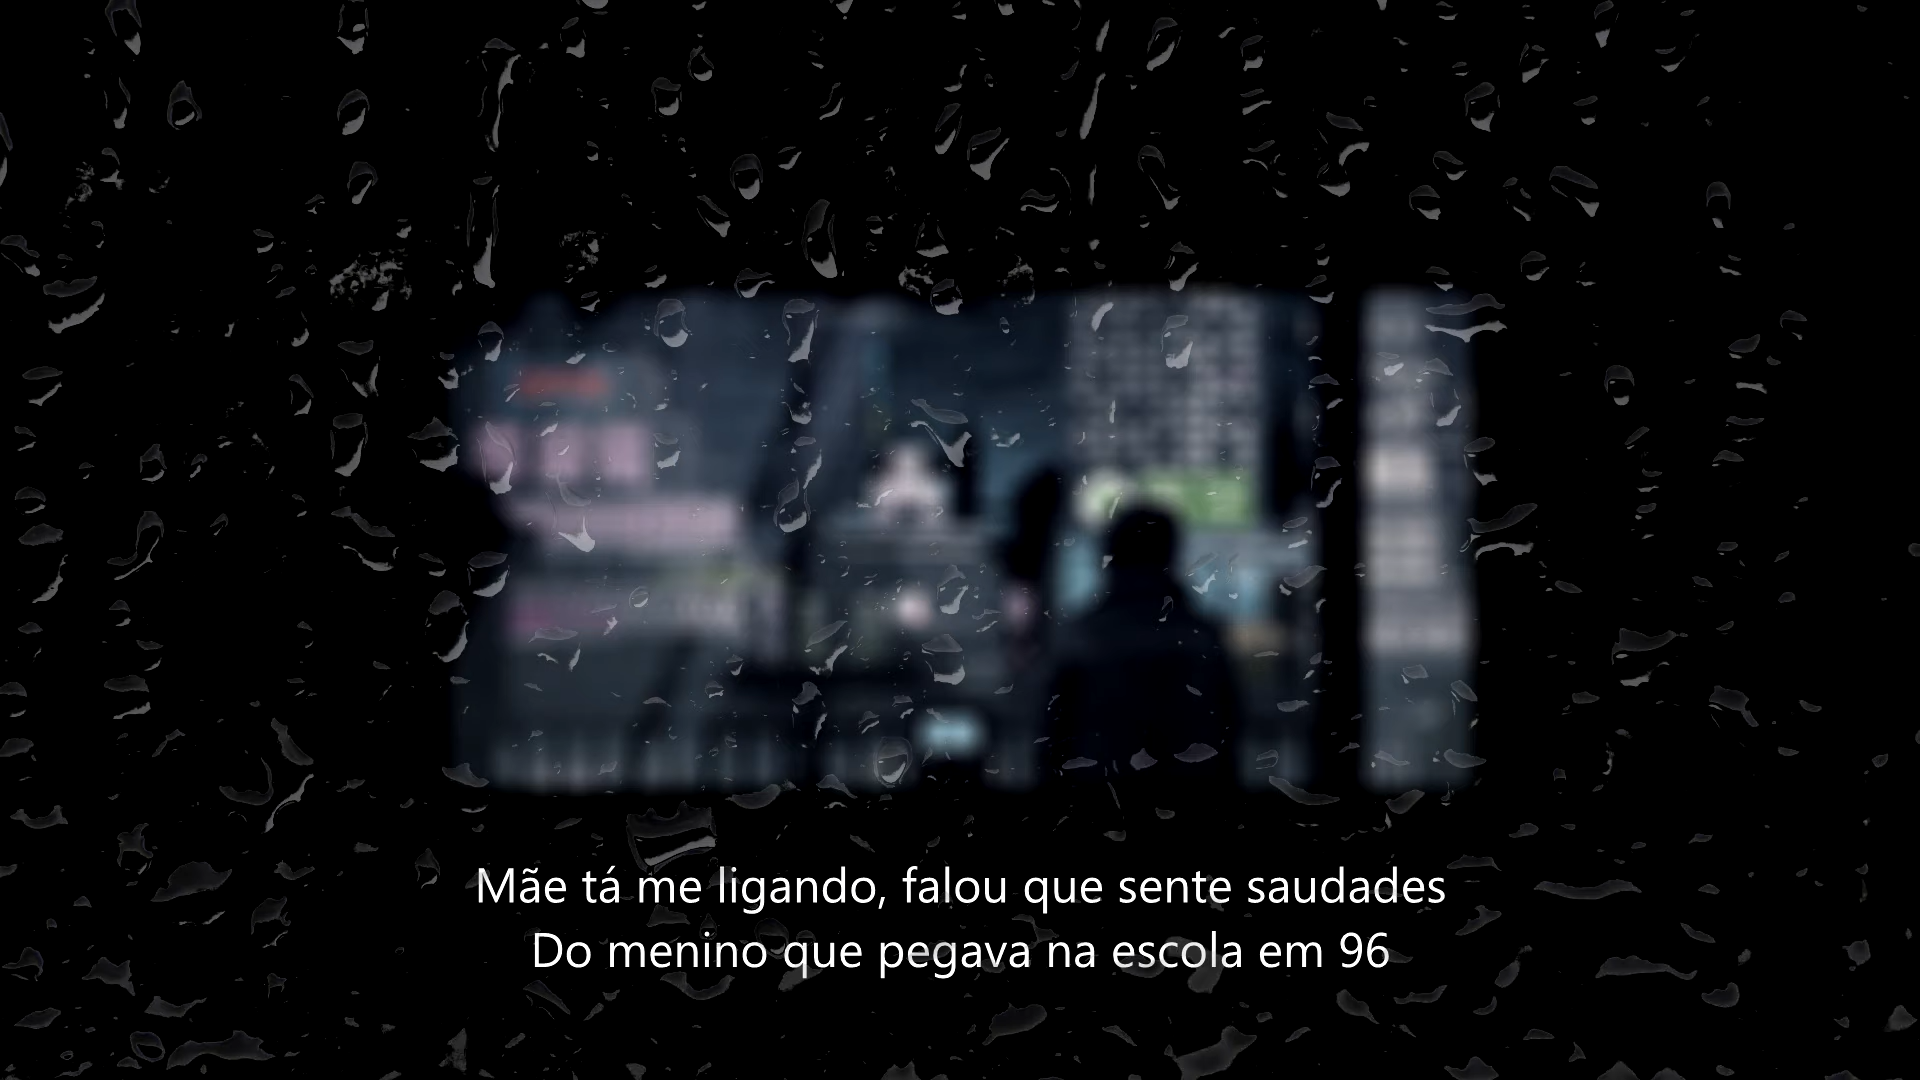 Mãe tá me ligando, falou que sente saudades
Do menino que pegava na escola em 96